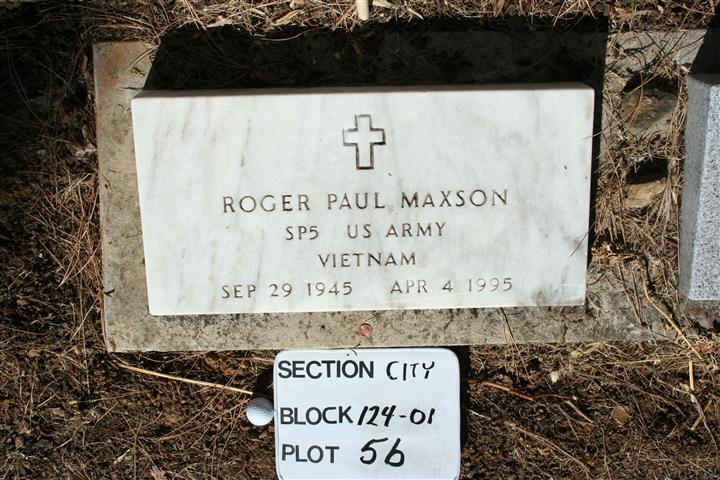 ROGER PAUL MAXSON
SP5 US ARMY
VIETNAM
SEP 29 1945 APR 4 1995
SECTION CITY
BLOCK 124-01
PLOT 56